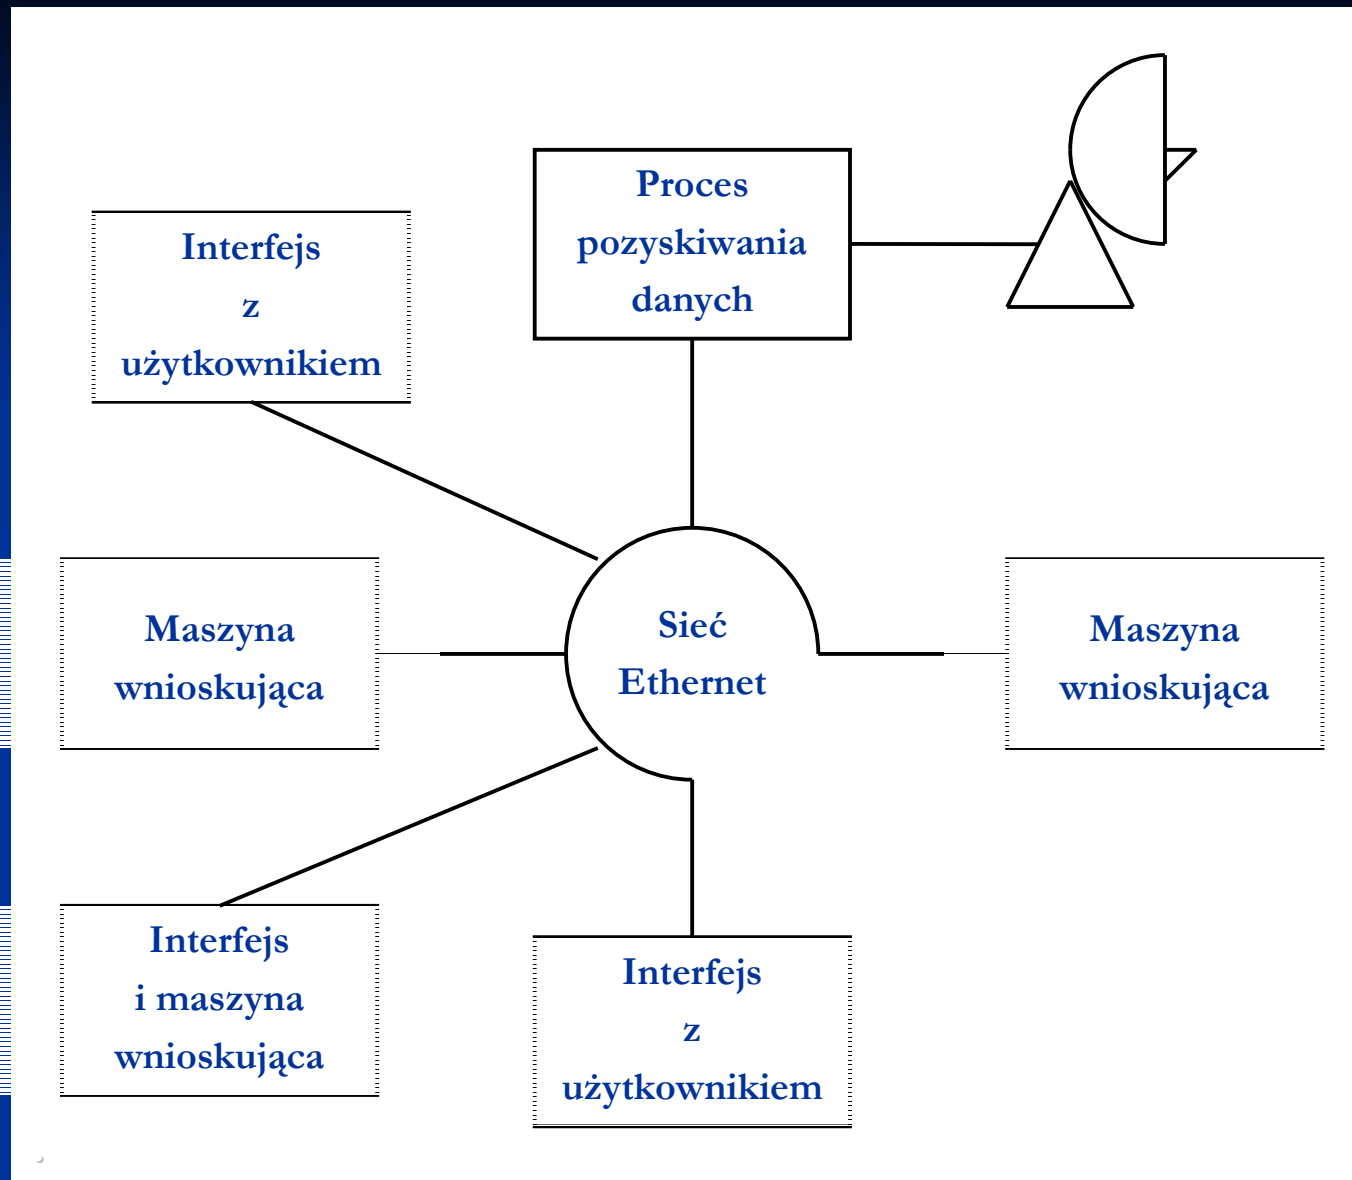 Proces
pozyskiwania
danych
Interfejs
z
użytkownikiem
Maszyna
wnioskująca
Sieć
Ethernet
Maszyna
wnioskująca
Interfejs
i maszyna
wnioskująca
Interfejs
z
użytkownikiem